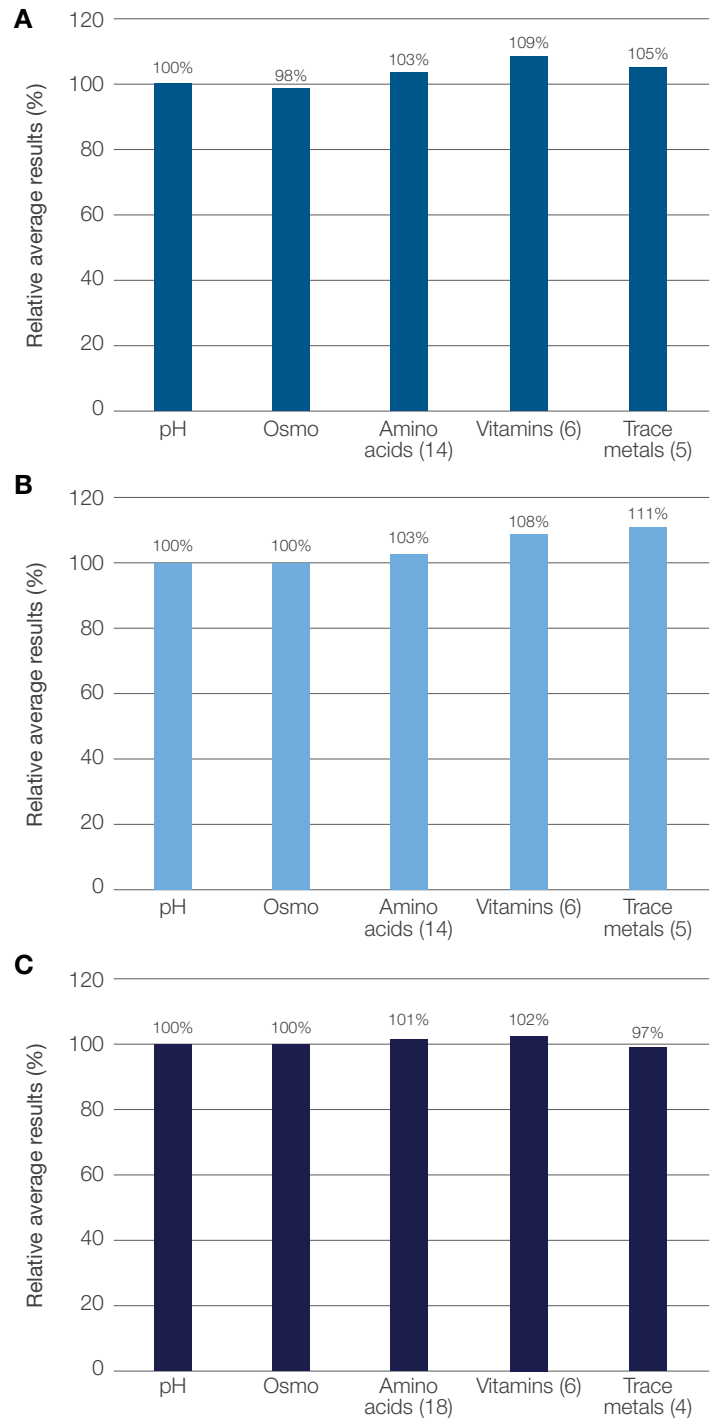 A
Relative average results (%)
120
100
80
60
40
20
0
100%
98%
103%
109%
105%
pH
Osmo
Amino
acids (14)
Vitamins (6)
Trace
metals (5)
B
Relative average results (%)
120
100
80
60
40
20
0
100%
100%
103%
108%
111%
pH
Osmo
Amino
acids (14)
Vitamins (6)
Trace
metals (5)
C
Relative average results (%)
120
100
80
60
40
20
0
100%
100%
101%
102%
97%
pH
Osmo
Amino
acids (18)
Vitamins (6)
Trace
metals (4)